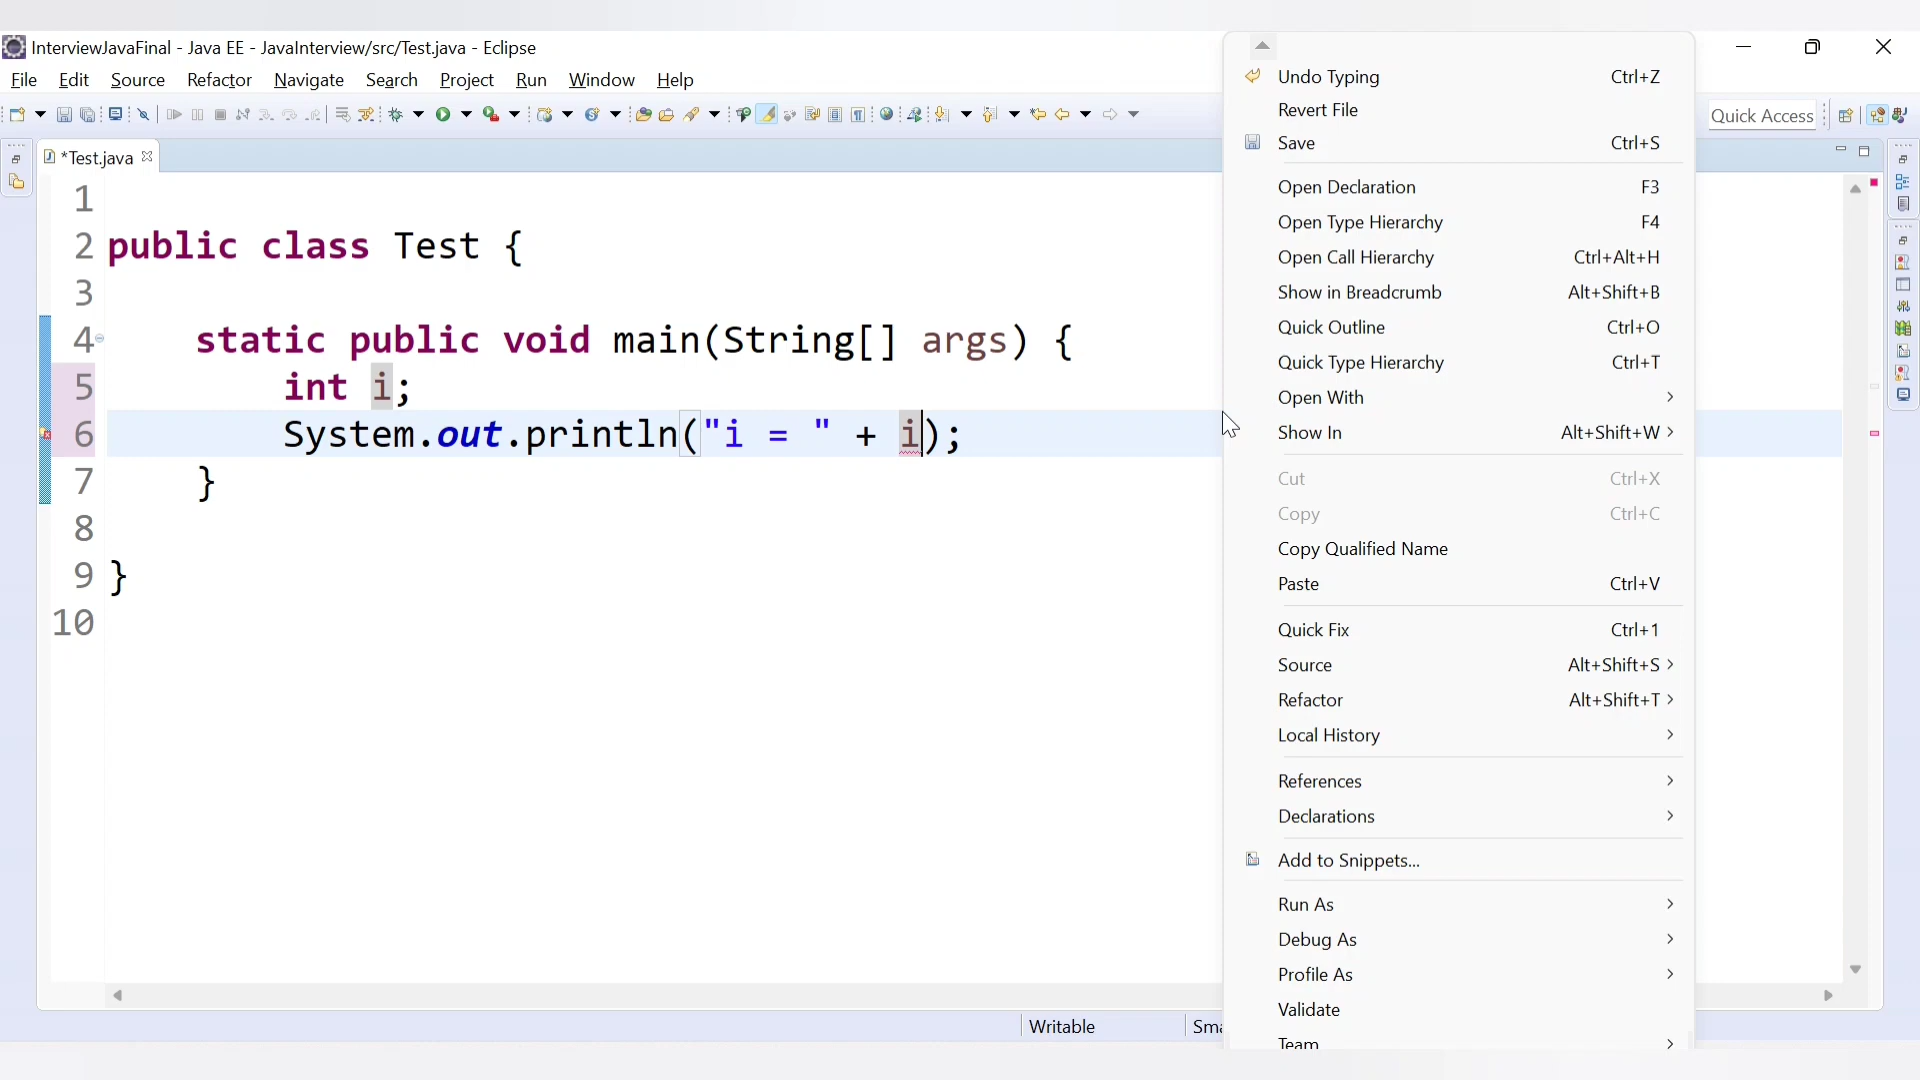 InterviewJavaFinal - Java EE - JavaInterview/src/Test.java - Eclipse
File Edit Source Refactor Navigate Search Project Run Window Help
Quick Access
*Test.java
1
2 public class Test {
3
4 static public void main(String[] args) {
5 int i;
6 System.out.println("i = " + i);
7 }
8
9 }
10
Writable
Sma
Undo Typing Ctrl+Z
Revert File
Save Ctrl+S
Open Declaration F3
Open Type Hierarchy F4
Open Call Hierarchy Ctrl+Alt+H
Show in Breadcrumb Alt+Shift+B
Quick Outline Ctrl+O
Quick Type Hierarchy Ctrl+T
Open With >
Show In Alt+Shift+W >
Cut Ctrl+X
Copy Ctrl+C
Copy Qualified Name
Paste Ctrl+V
Quick Fix Ctrl+1
Source Alt+Shift+S >
Refactor Alt+Shift+T >
Local History >
References >
Declarations >
Add to Snippets...
Run As >
Debug As >
Profile As >
Validate
Team >